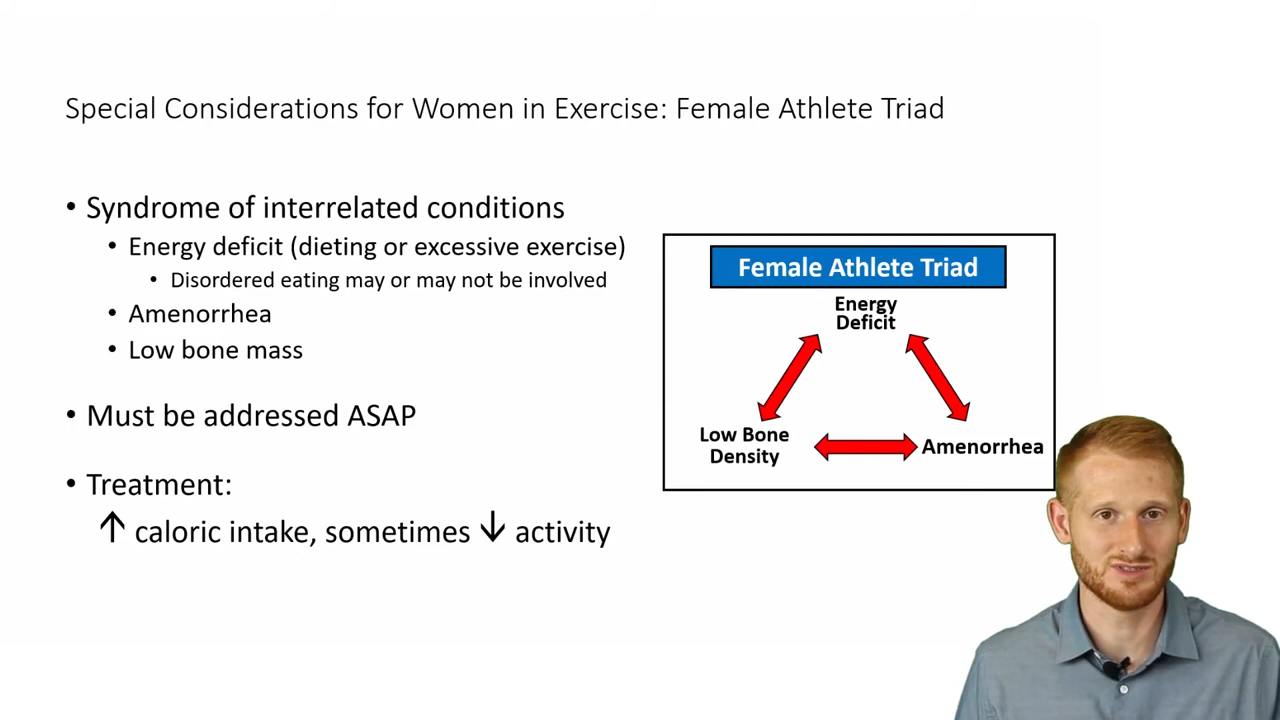 Special Considerations for Women in Exercise: Female Athlete Triad
• Syndrome of interrelated conditions
• Energy deficit (dieting or excessive exercise)
• Disordered eating may or may not be involved
• Amenorrhea
• Low bone mass
• Must be addressed ASAP
• Treatment:
↑ caloric intake, sometimes ↓ activity
Female Athlete Triad
Energy
Deficit
Low Bone
Density
Amenorrhea